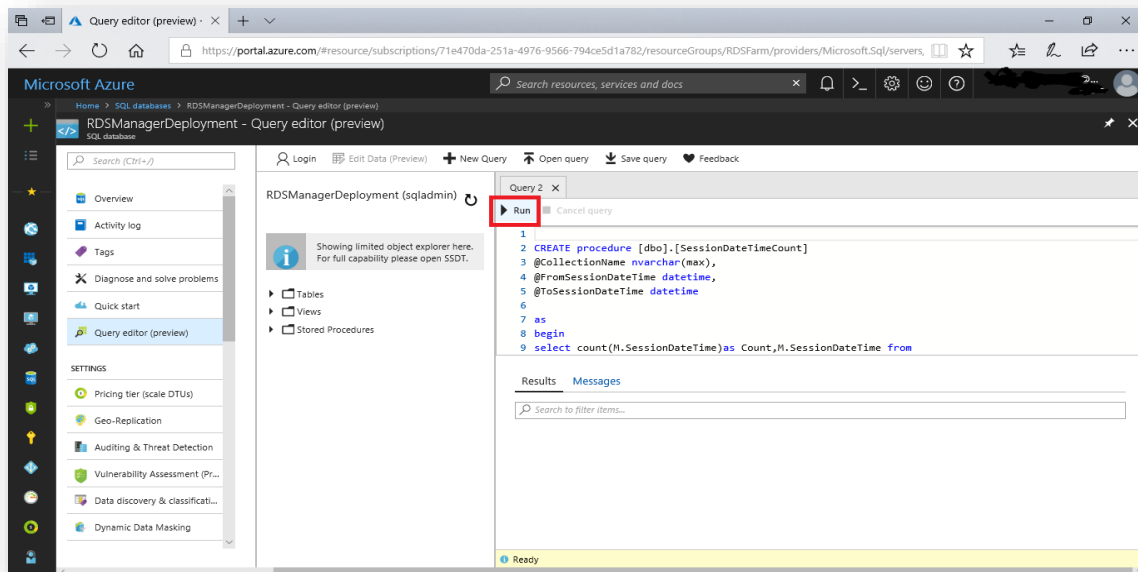 Query editor (preview) ·
https://portal.azure.com/#resource/subscriptions/71e470da-251a-4976-9566-794ce5d1a782/resourceGroups/RDSFarm/providers/Microsoft.Sql/servers,
Microsoft Azure
Search resources, services and docs
Home > SQL databases > RDSManagerDeployment - Query editor (preview)
RDSManagerDeployment - Query editor (preview)
SQL database
Search (Ctrl+/)
Overview
Activity log
Tags
Diagnose and solve problems
Quick start
Query editor (preview)
SETTINGS
Pricing tier (scale DTUs)
Geo-Replication
Auditing & Threat Detection
Vulnerability Assessment (Pr...
Data discovery & classificati...
Dynamic Data Masking
Login Edit Data (Preview) New Query Open query Save query Feedback
RDSManagerDeployment (sqladmin)
Showing limited object explorer here.
For full capability please open SSDT.
Tables
Views
Stored Procedures
Query 2
Run Cancel query
1
2 CREATE procedure [dbo].[SessionDateTimeCount]
3 @CollectionName nvarchar(max),
4 @FromSessionDateTime datetime,
5 @ToSessionDateTime datetime
6
7 as
8 begin
9 select count(M.SessionDateTime)as Count,M.SessionDateTime from
Results Messages
Search to filter items...
Ready